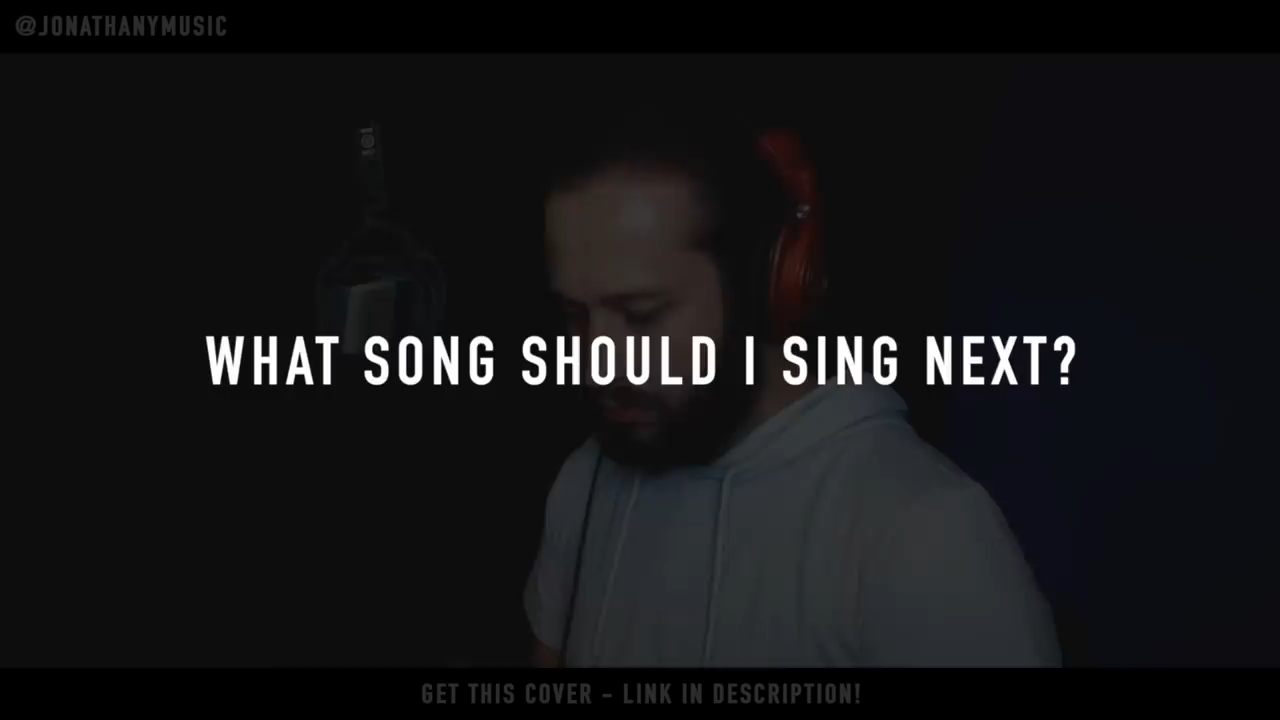 @JONATHANYMUSIC
WHAT SONG SHOULD I SING NEXT?
GET THIS COVER - LINK IN DESCRIPTION!